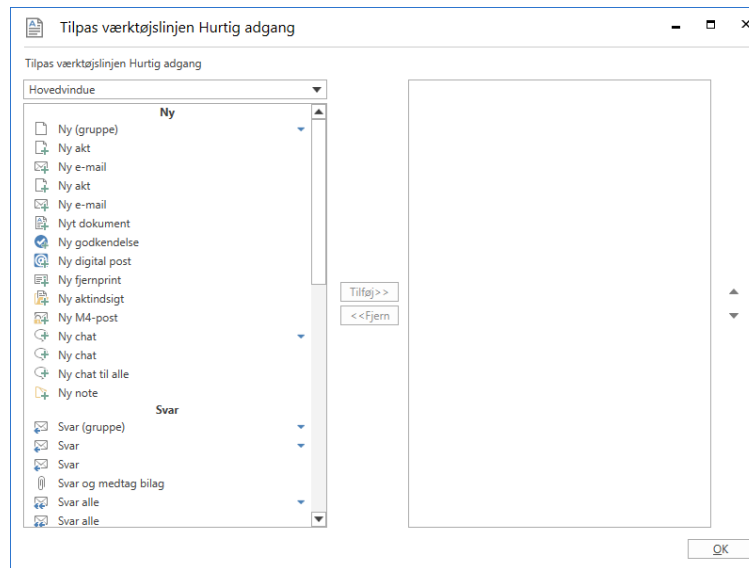 Tilpas værktøjslinjen Hurtig adgang
Tilpas værktøjslinjen Hurtig adgang
Hovedvindue
Ny
Ny (gruppe)
Ny akt
Ny e-mail
Ny akt
Ny e-mail
Nyt dokument
Ny godkendelse
Ny digital post
Ny fjernprint
Ny aktindsigt
Ny M4-post
Ny chat
Ny chat
Ny chat til alle
Ny note
Svar
Svar (gruppe)
Svar
Svar
Svar og medtag bilag
Svar alle
Svar alle
Tilføj>>
<<Fjern
OK